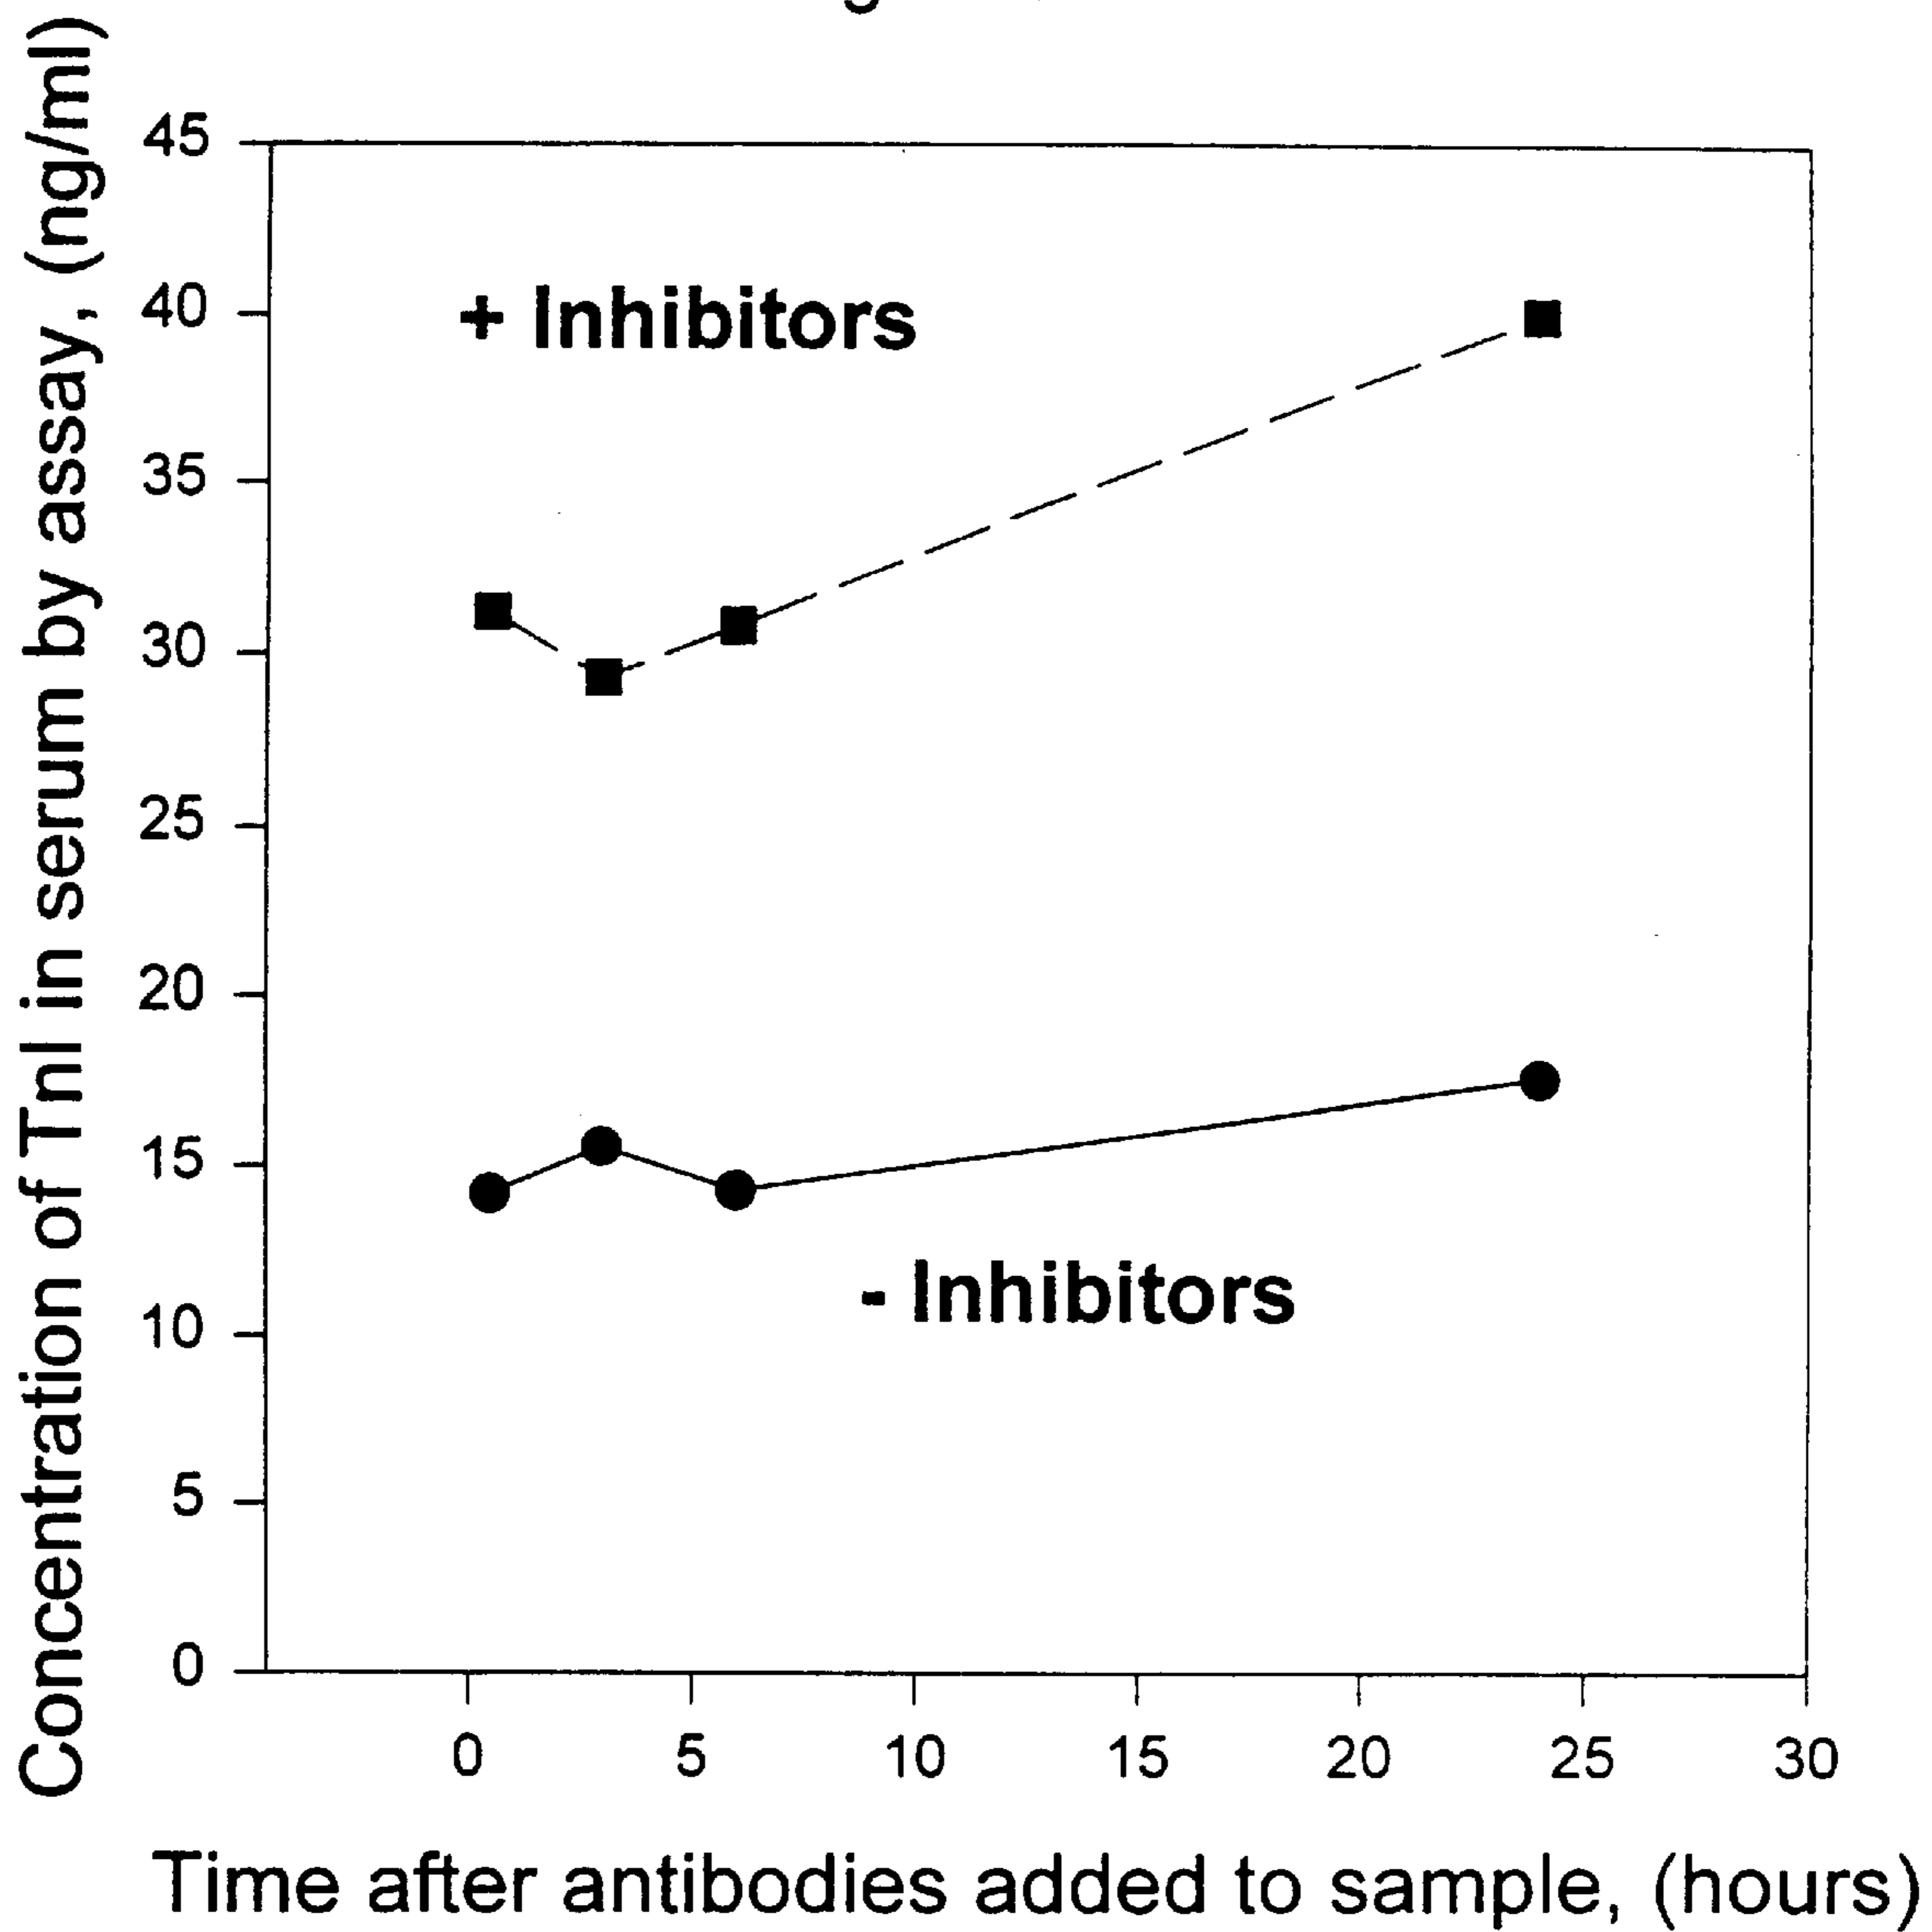 Concentration of TnI in serum by assay, (ng/ml)
45
40
35
30
25
20
15
10
5
0
+ Inhibitors
- Inhibitors
0 5 10 15 20 25 30
Time after antibodies added to sample, (hours)